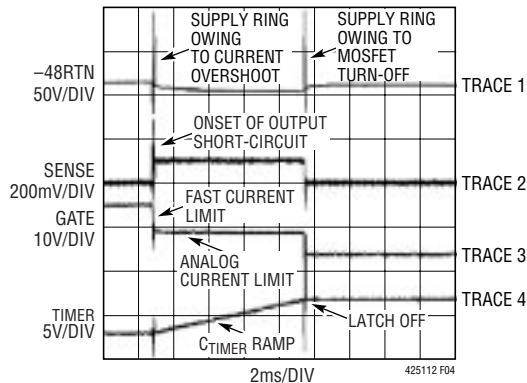 SUPPLY RING
OWING
TO CURRENT
OVERSHOOT
SUPPLY RING
OWING TO
MOSFET
TURN-OFF
–48RTN
50V/DIV
TRACE 1
ONSET OF OUTPUT
SHORT-CIRCUIT
SENSE
200mV/DIV
TRACE 2
FAST CURRENT
LIMIT
GATE
10V/DIV
TRACE 3
ANALOG
CURRENT LIMIT
TRACE 4
TIMER
5V/DIV
LATCH OFF
CTIMER RAMP
2ms/DIV
425112 F04